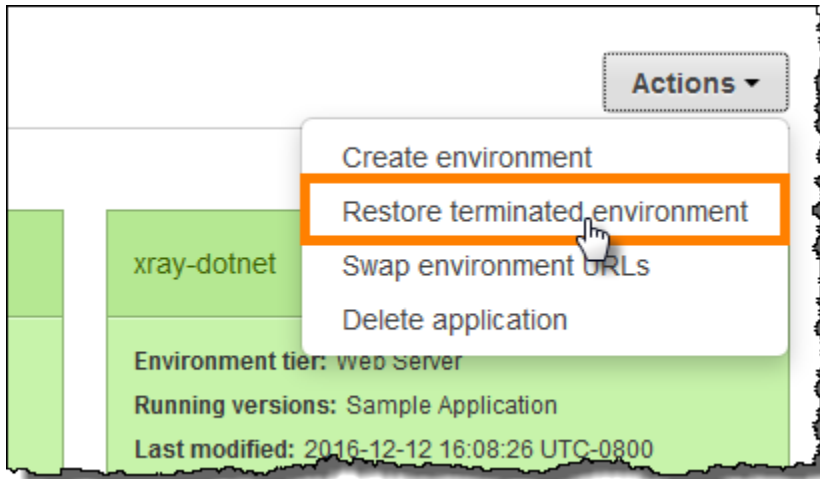 Actions
Create environment
Restore terminated environment
xray-dotnet
Swap environment URLs
Delete application
Environment tier: Web Server
Running versions: Sample Application
Last modified: 2016-12-12 16:08:26 UTC-0800